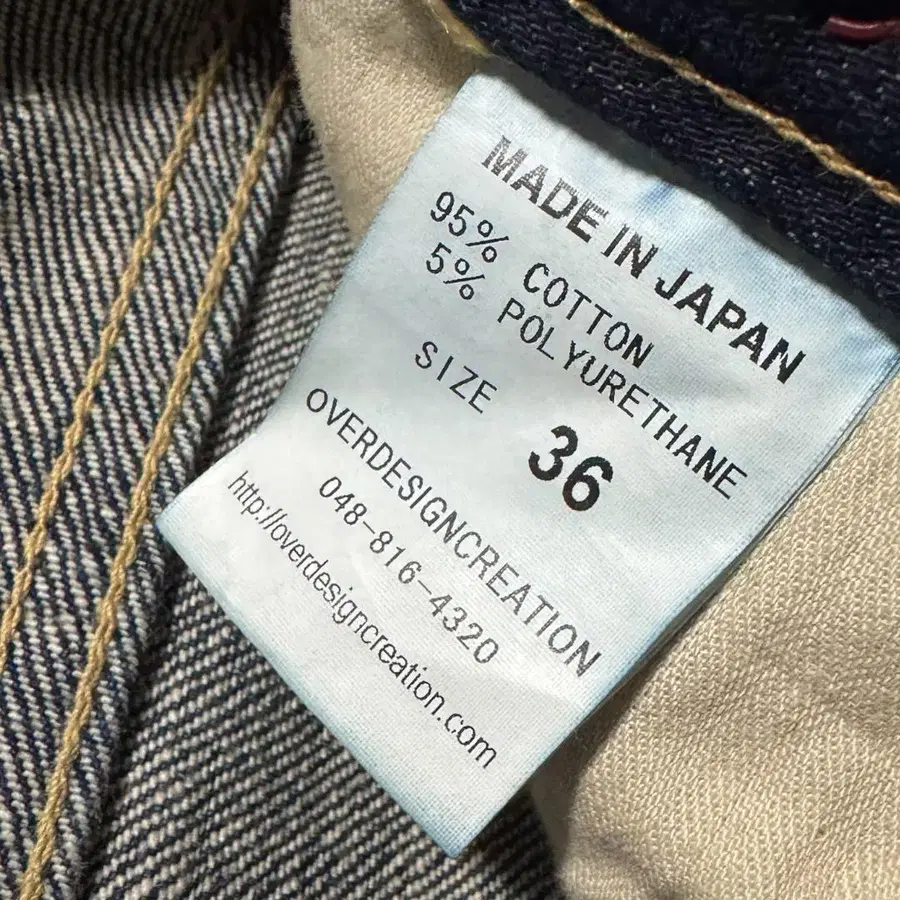 MADE IN JAPAN
95% COTTON
5% POLYURETHANE
SIZE 36
OVERDESIGNCREATION
048-816-4320
http://overdesigncreation.com